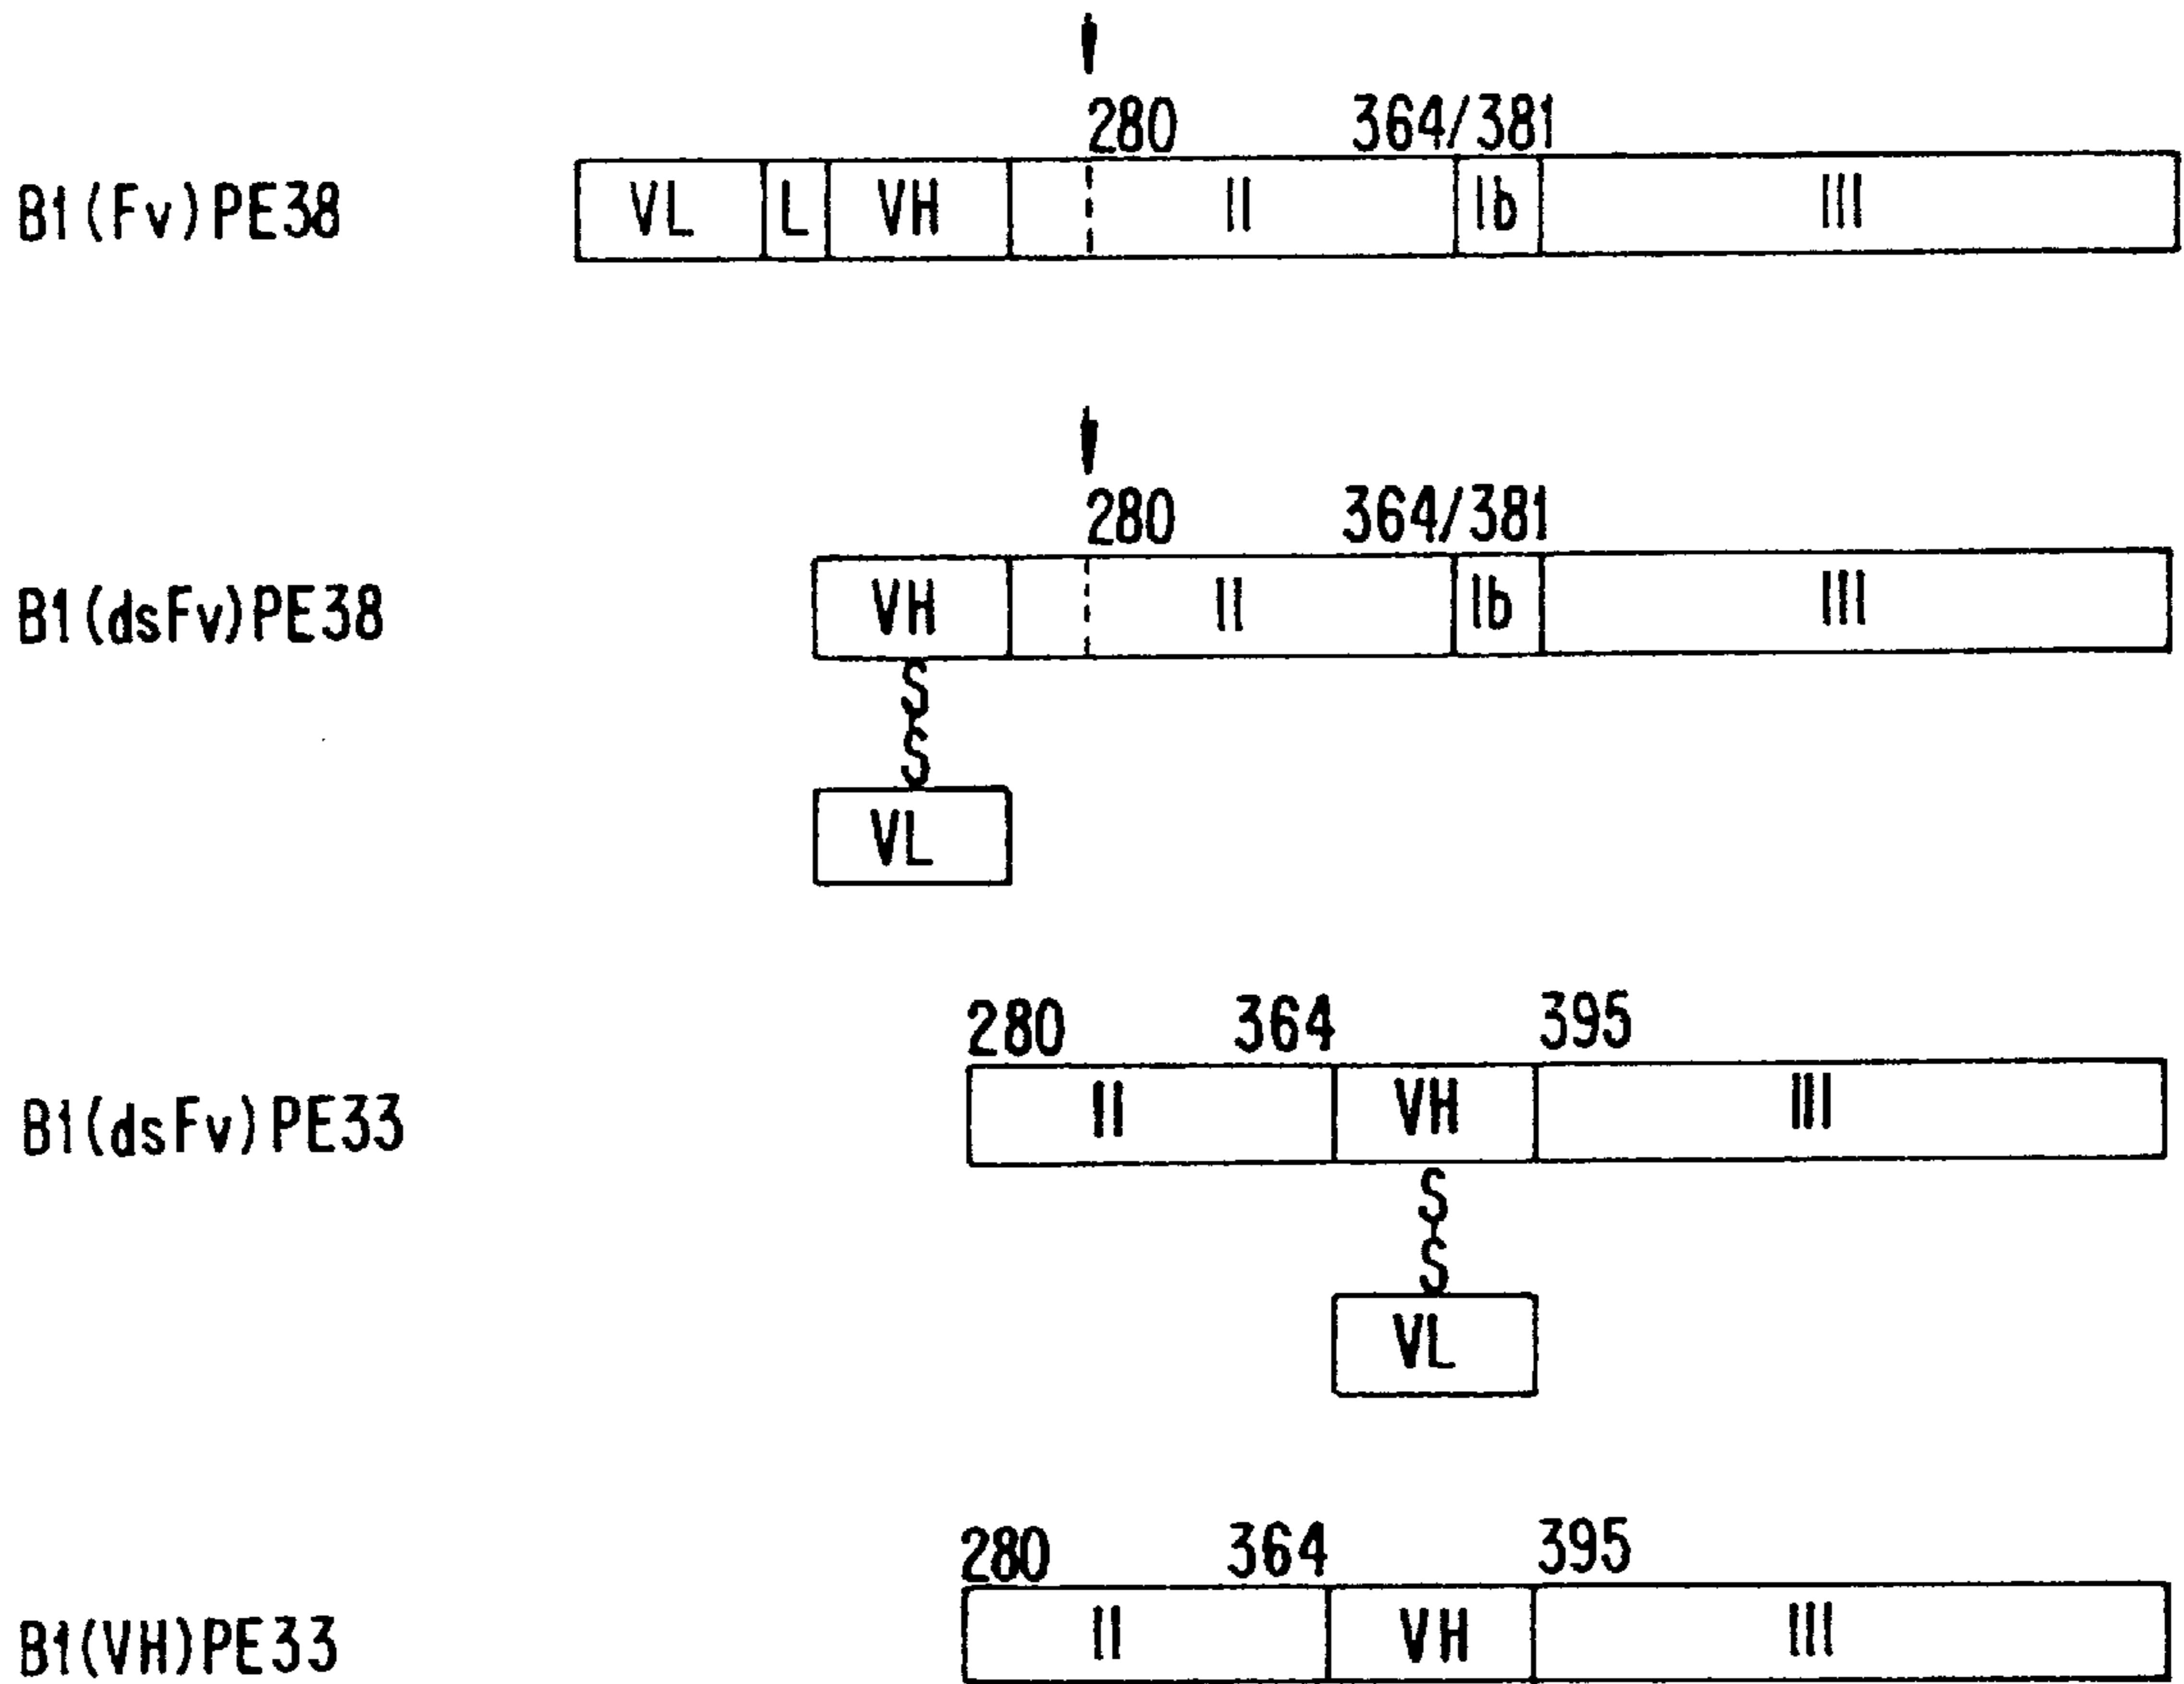 280 364/381
B1(Fv)PE38 VL L VH II Ib III
280 364/381
B1(dsFv)PE38 VH II Ib III
S
S
VL
280 364 395
B1(dsFv)PE33 II VH III
S
S
VL
280 364 395
B1(VH)PE33 II VH III